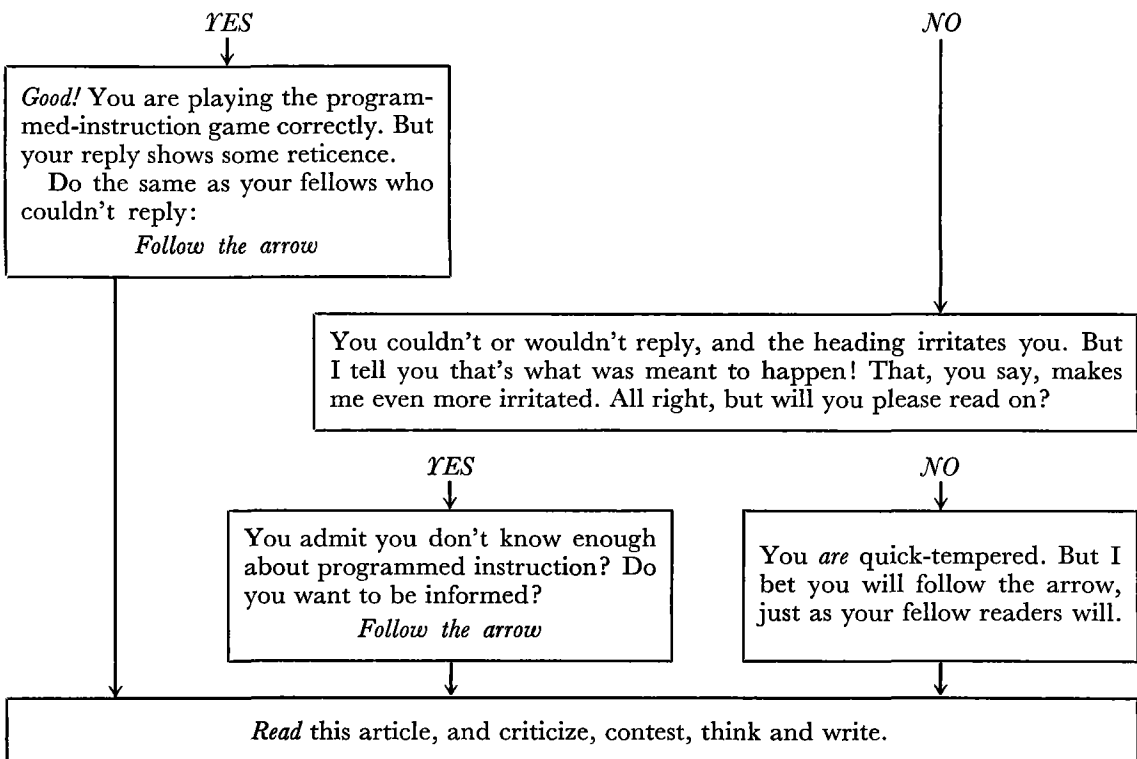 YES
NO
Good! You are playing the program-
med-instruction game correctly. But
your reply shows some reticence.
Do the same as your fellows who
couldn't reply:
Follow the arrow
You couldn't or wouldn't reply, and the heading irritates you. But
I tell you that's what was meant to happen! That, you say, makes
me even more irritated. All right, but will you please read on?
YES
NO
You admit you don't know enough
about programmed instruction? Do
you want to be informed?
Follow the arrow
You are quick-tempered. But I
bet you will follow the arrow,
just as your fellow readers will.
Read this article, and criticize, contest, think and write.